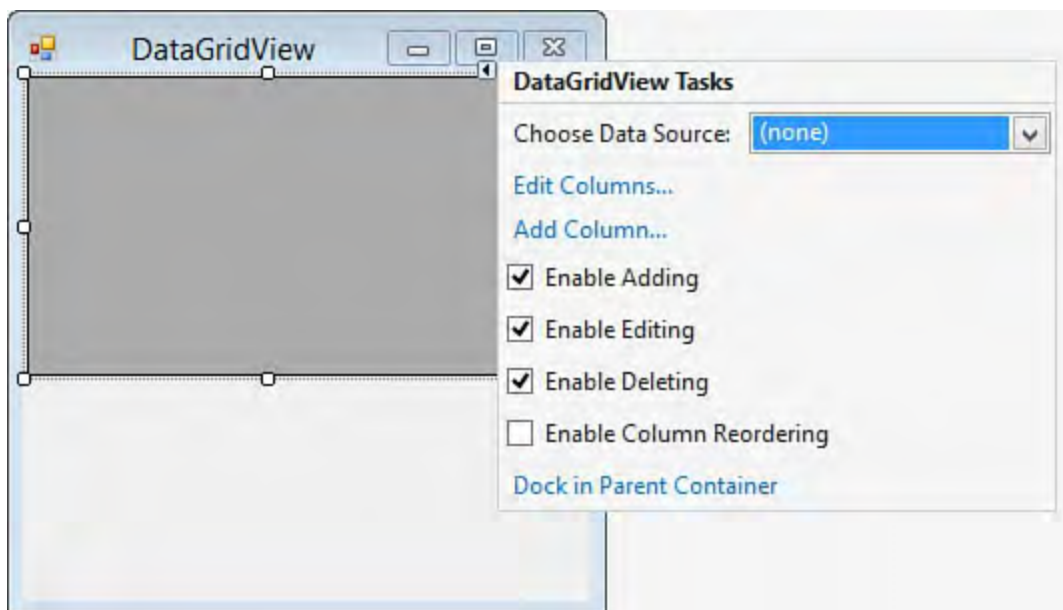 DataGridView
DataGridView Tasks
Choose Data Source: (none)
Edit Columns...
Add Column...
Enable Adding
Enable Editing
Enable Deleting
Enable Column Reordering
Dock in Parent Container